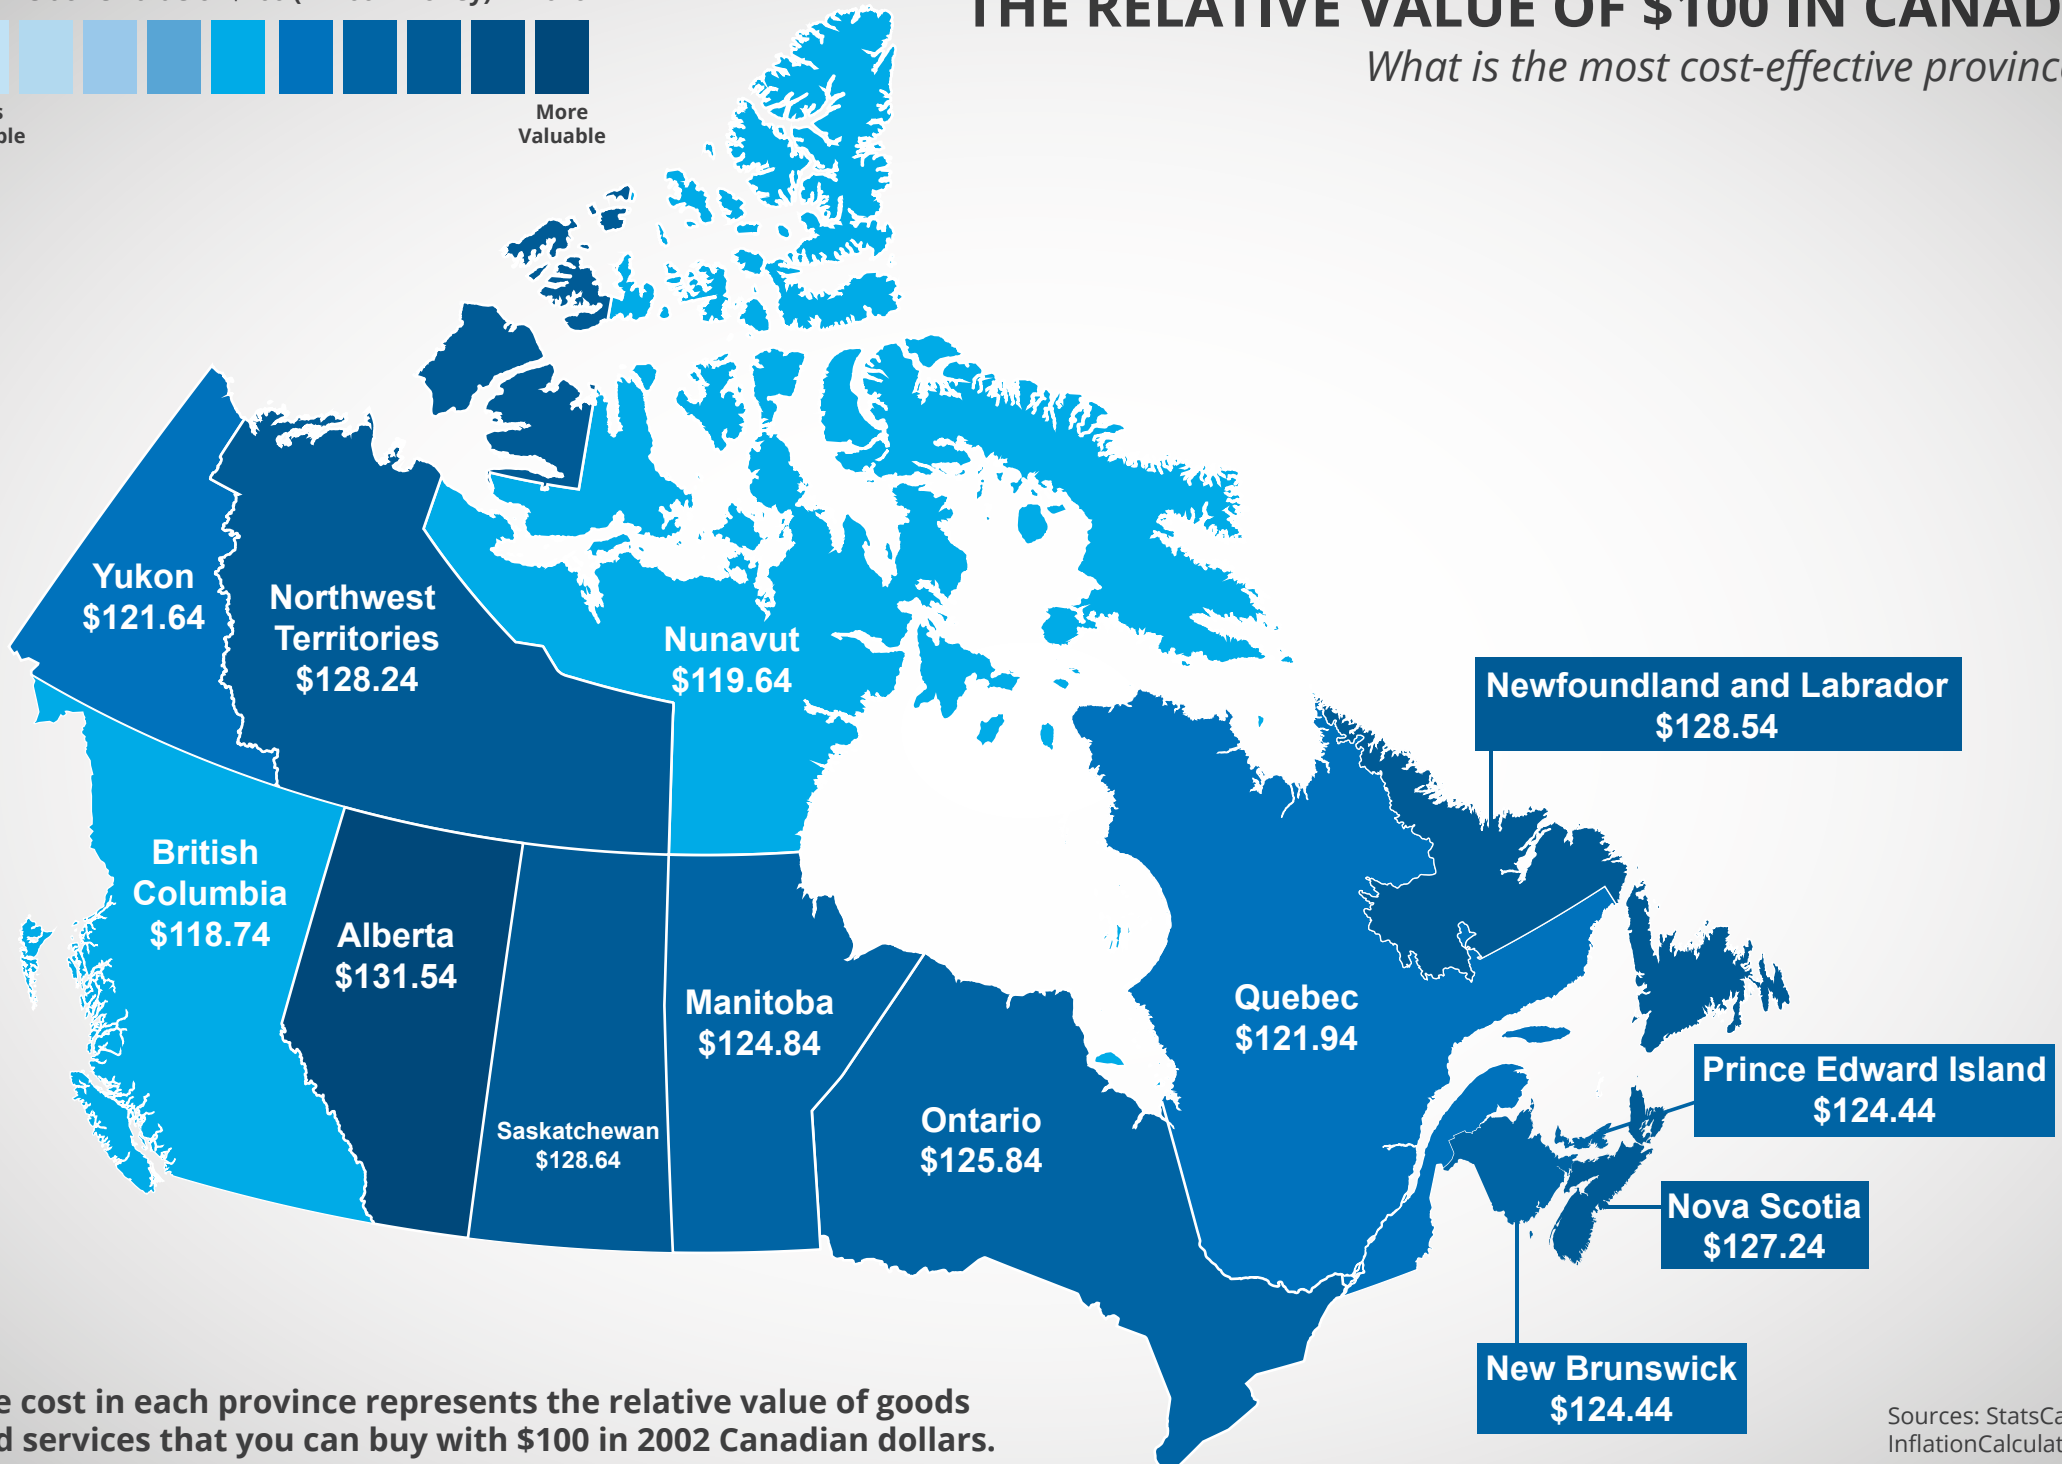 THE RELATIVE VALUE OF $100 IN CANAD
What is the most cost-effective province
More
Valuable
Yukon
$121.64
Northwest
Territories
$128.24
Nunavut
$119.64
Newfoundland and Labrador
$128.54
British
Columbia
$118.74
Alberta
$131.54
Saskatchewan
$128.64
Manitoba
$124.84
Ontario
$125.84
Quebec
$121.94
Prince Edward Island
$124.44
Nova Scotia
$127.24
New Brunswick
$124.44
e cost in each province represents the relative value of goods
d services that you can buy with $100 in 2002 Canadian dollars.
Sources: StatsCa
InflationCalculat